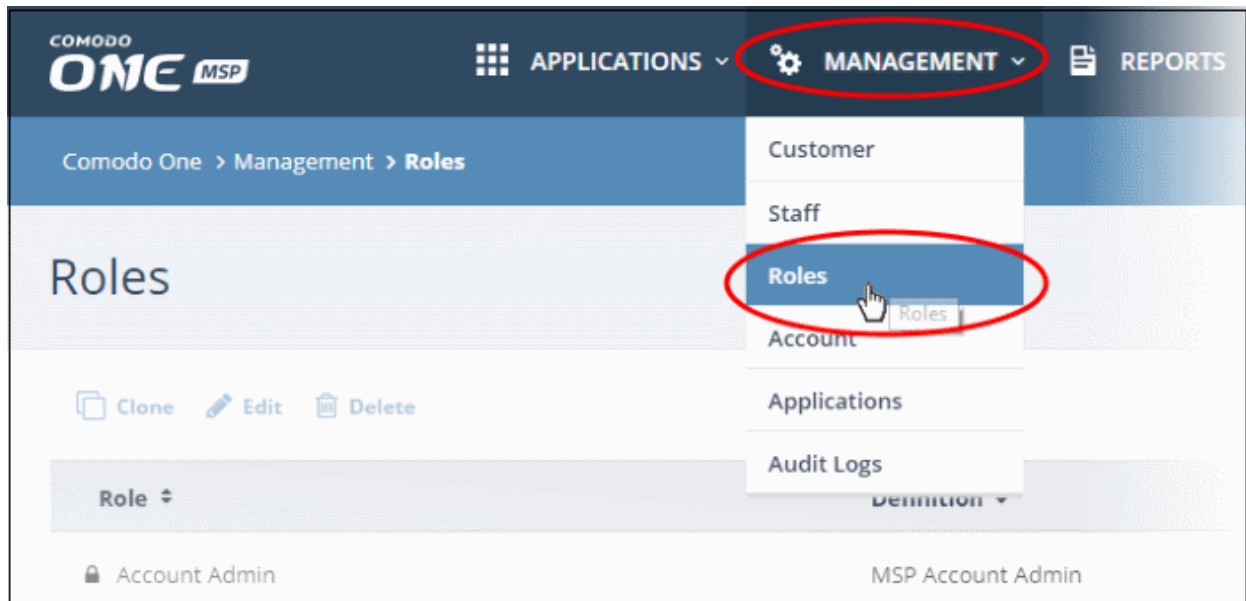 COMODO
ONE MSP
APPLICATIONS
MANAGEMENT
REPORTS
Comodo One > Management > Roles
Customer
Staff
Roles
Roles
Roles
Account
Applications
Audit Logs
Clone Edit Delete
Role
Definition
Account Admin
MSP Account Admin